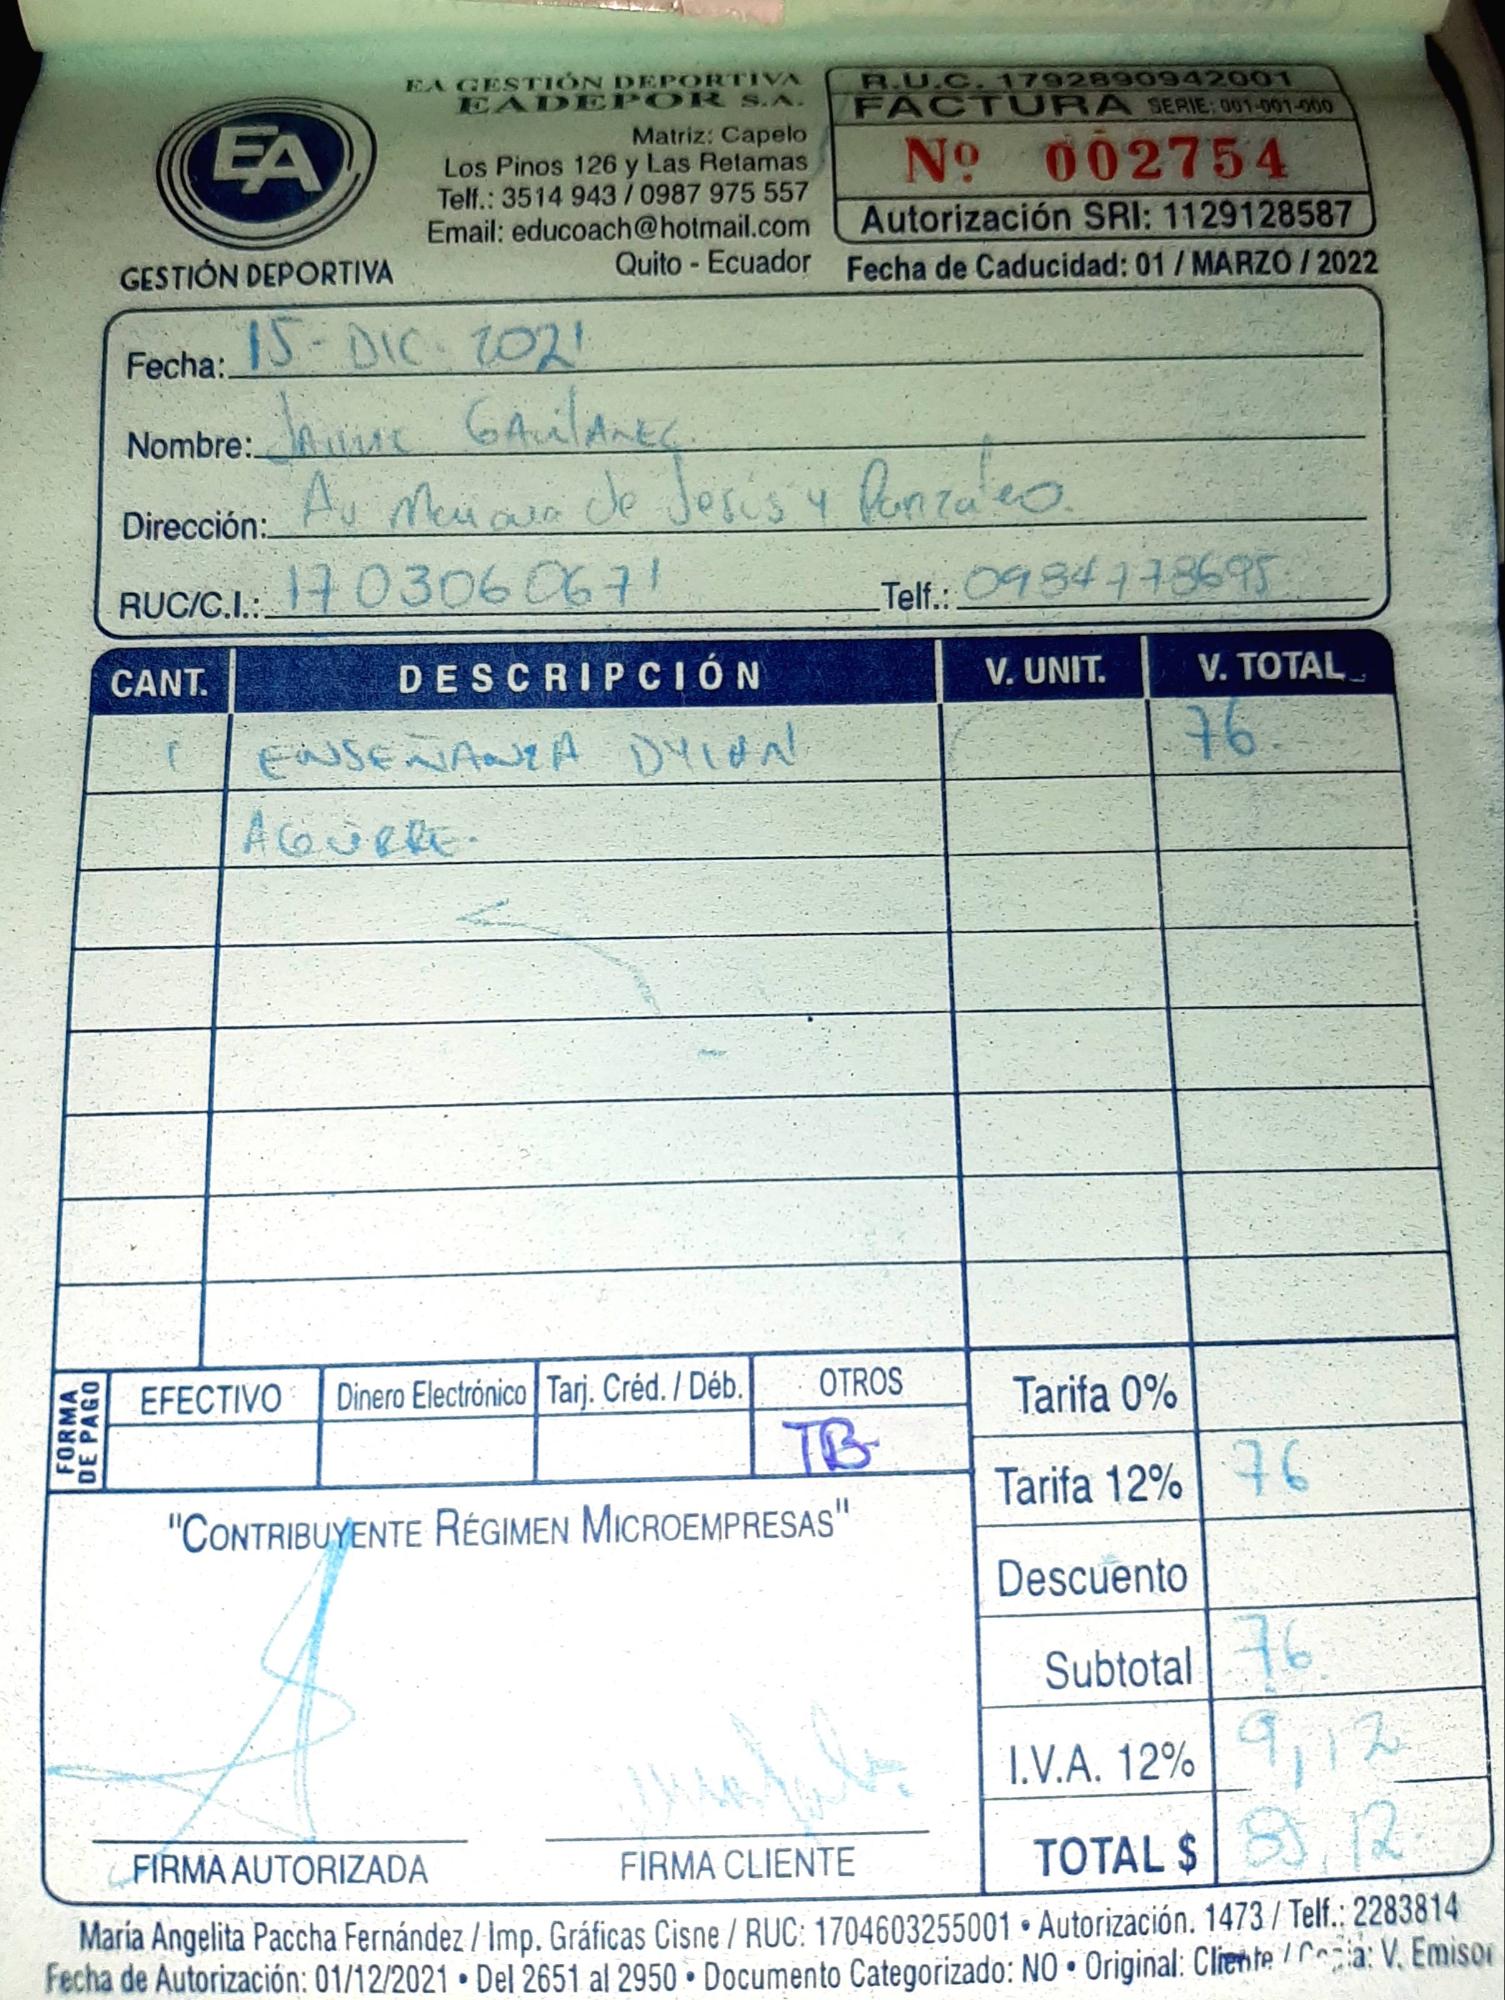 EA GESTIÓN DEPORTIVA
EADEPOR S.A.
Matriz: Capelo
Los Pinos 126 y Las Retamas
Telf.: 3514 943 / 0987 975 557
Email: educoach@hotmail.com
Quito - Ecuador
EA
GESTIÓN DEPORTIVA
R.U.C. 1792890942001
FACTURA SERIE: 001-001-000
Nº 002754
Autorización SRI: 1129128587
Fecha de Caducidad: 01 / MARZO / 2022
Fecha: 15 - DIC - 2021
Nombre: Jaime GAvilANEs
Dirección: Av Mariana de Jesús y Panzaleo.
RUC/C.I.: 1703060671 Telf.: 0984778695
CANT. DESCRIPCIÓN V. UNIT. V. TOTAL
1 ENSEÑANZA DYLAN 76.
AGUIRRE.
FORMA DE PAGO
EFECTIVO Dinero Electrónico Tarj. Créd. / Déb. OTROS
TB
Tarifa 0%
Tarifa 12% 76
Descuento
Subtotal 76
I.V.A. 12% 9,12
TOTAL $ 85,12
"CONTRIBUYENTE RÉGIMEN MICROEMPRESAS"
FIRMA AUTORIZADA FIRMA CLIENTE
María Angelita Paccha Fernández / Imp. Gráficas Cisne / RUC: 1704603255001 • Autorización. 1473 / Telf.: 2283814
Fecha de Autorización: 01/12/2021 • Del 2651 al 2950 • Documento Categorizado: NO • Original: Cliente / Copia: V. Emisor